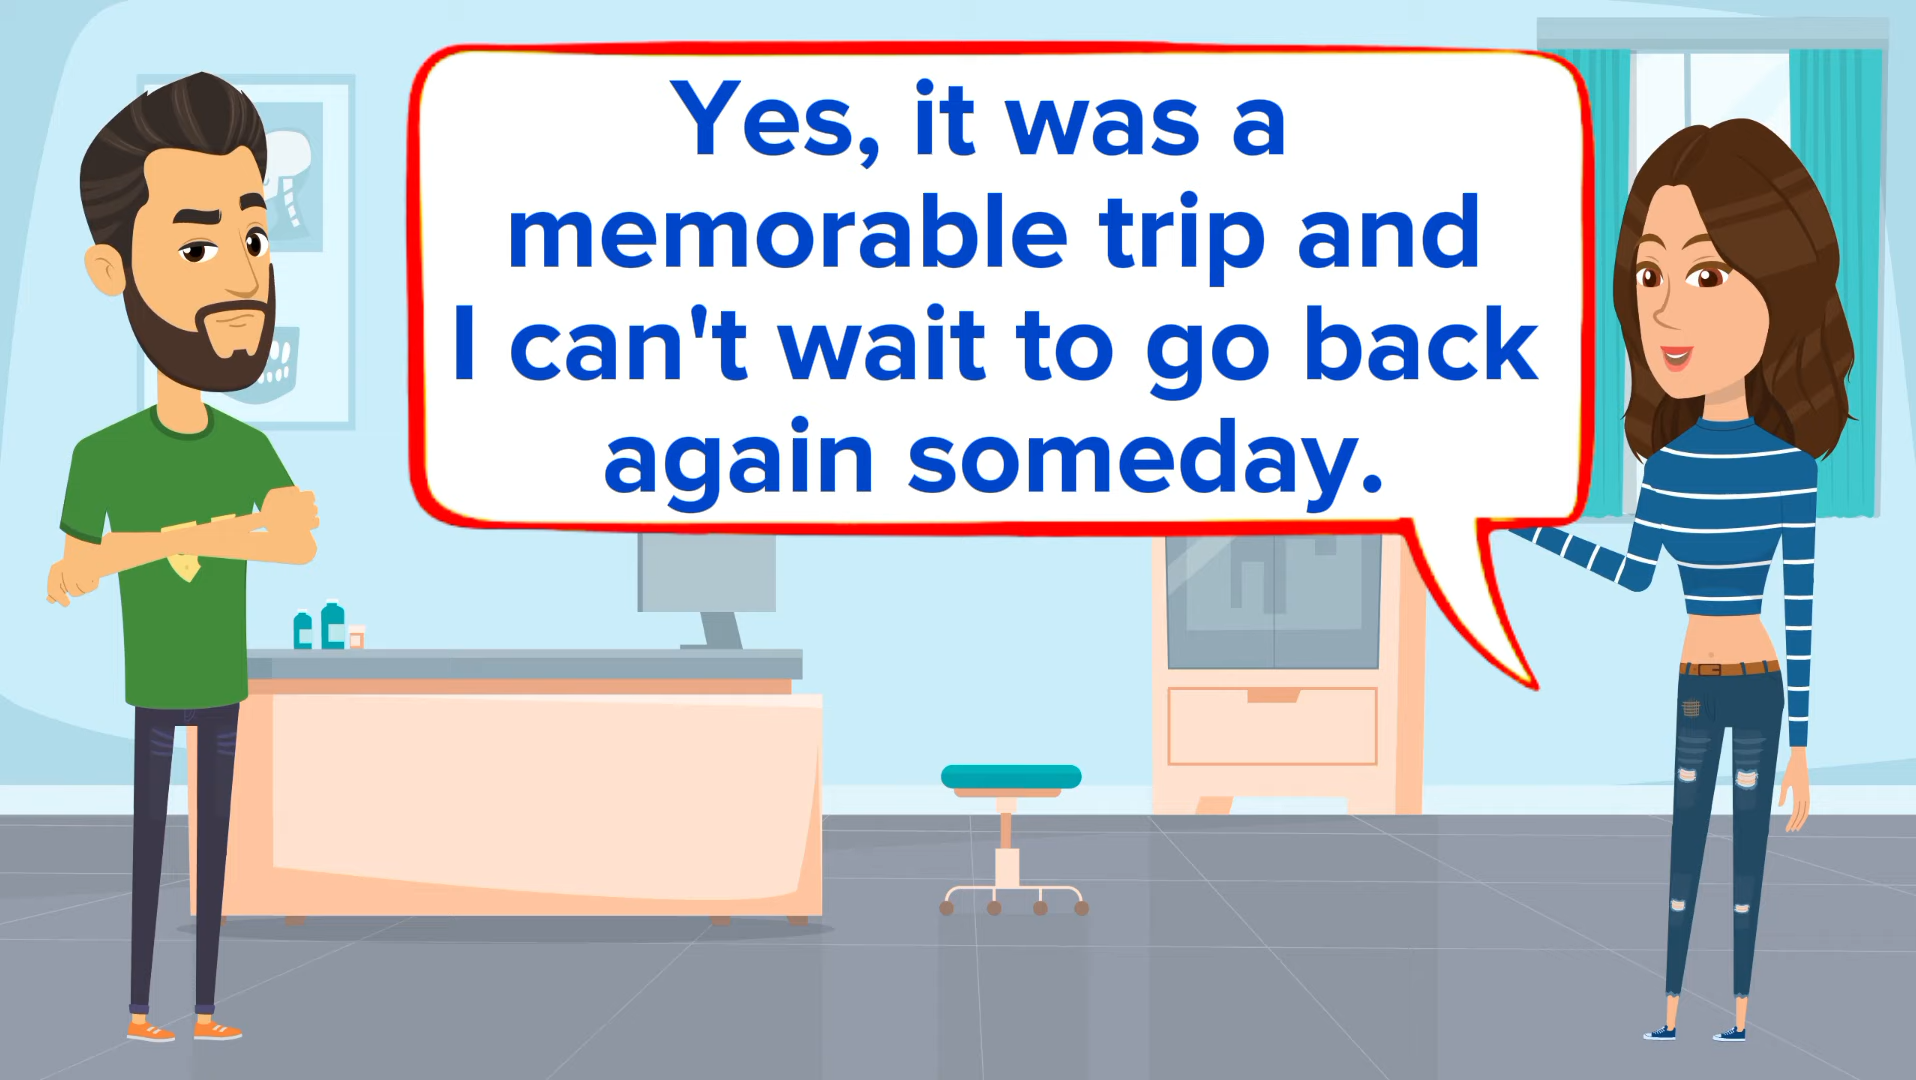 Yes, it was a
memorable trip and
I can't wait to go back
again someday.